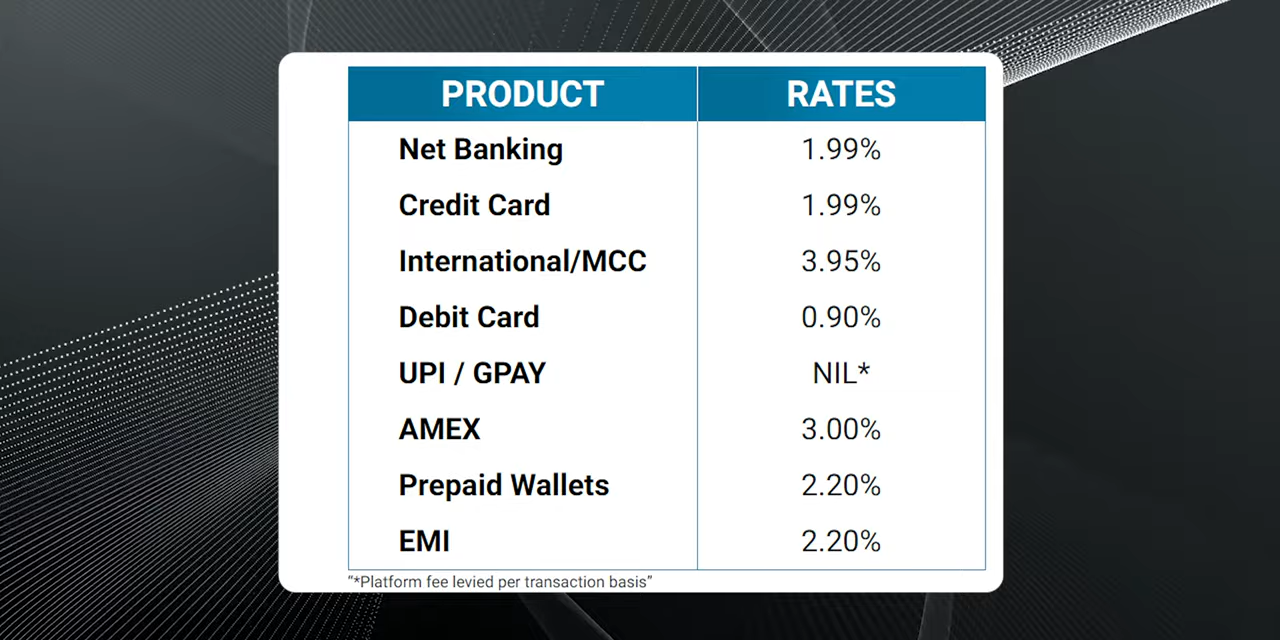 PRODUCT RATES
Net Banking 1.99%
Credit Card 1.99%
International/MCC 3.95%
Debit Card 0.90%
UPI / GPAY NIL*
AMEX 3.00%
Prepaid Wallets 2.20%
EMI 2.20%
“*Platform fee levied per transaction basis”